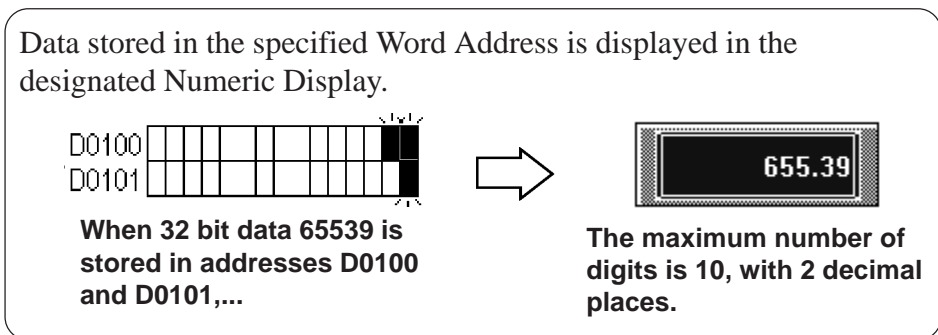 Data stored in the specified Word Address is displayed in the
designated Numeric Display.
D0100
D0101
When 32 bit data 65539 is
stored in addresses D0100
and D0101,...
655.39
The maximum number of
digits is 10, with 2 decimal
places.